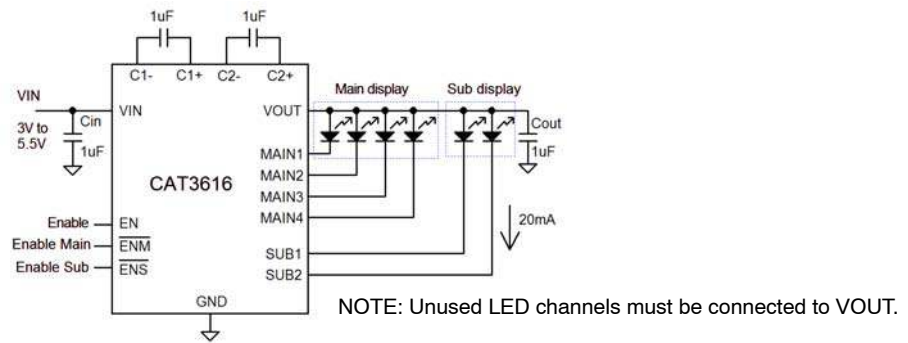 1uF
1uF
C1-
C1+
C2-
C2+
Main display
Sub display
VIN
VIN
VOUT
Cin
Cout
3V to
5.5V
1uF
1uF
MAIN1
MAIN2
CAT3616
MAIN3
MAIN4
20mA
Enable
EN
Enable Main
ENM
SUB1
Enable Sub
ENS
SUB2
GND
NOTE: Unused LED channels must be connected to VOUT.